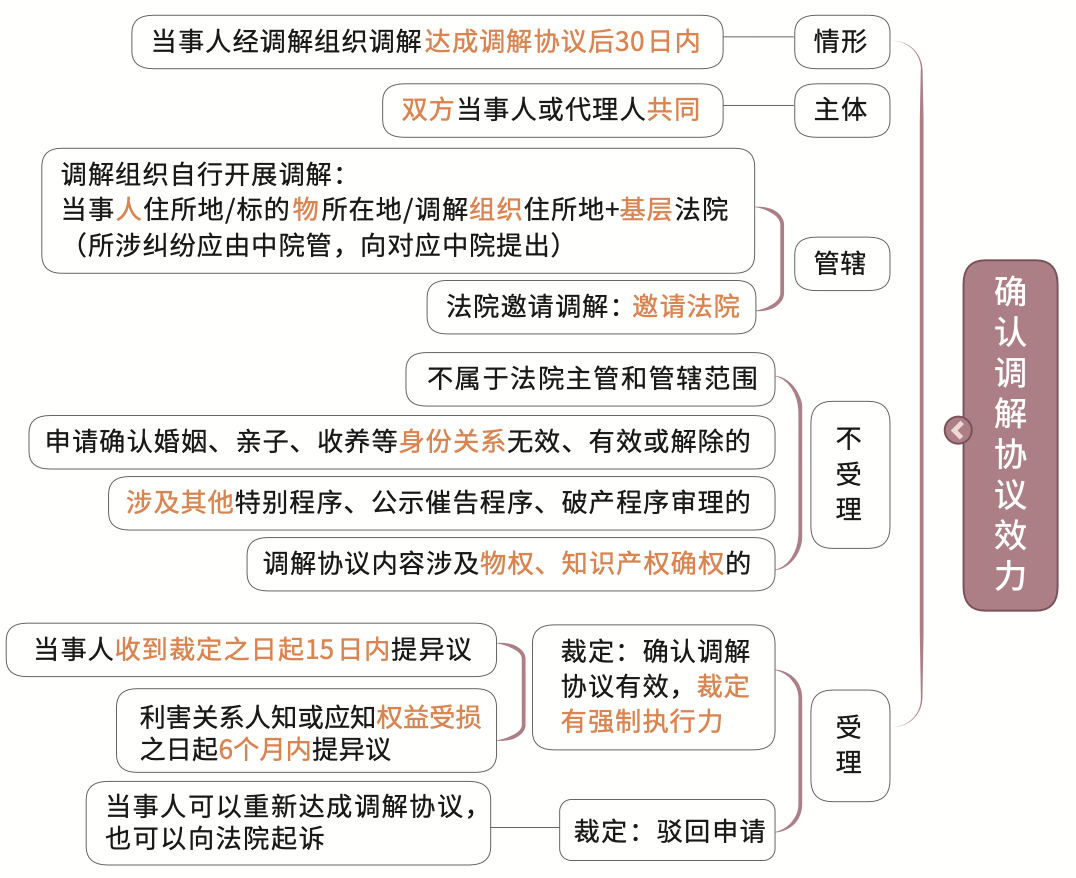 确认调解协议效力
情形
当事人经调解组织调解达成调解协议后30日内
主体
双方当事人或代理人共同
管辖
调解组织自行开展调解：
当事人住所地/标的物所在地/调解组织住所地+基层法院
（所涉纠纷应由中院管，向对应中院提出）
法院邀请调解：邀请法院
不受理
不属于法院主管和管辖范围
申请确认婚姻、亲子、收养等身份关系无效、有效或解除的
涉及其他特别程序、公示催告程序、破产程序审理的
调解协议内容涉及物权、知识产权确权的
受理
裁定：确认调解
协议有效，裁定
有强制执行力
当事人收到裁定之日起15日内提异议
利害关系人知或应知权益受损
之日起6个月内提异议
裁定：驳回申请
当事人可以重新达成调解协议，
也可以向法院起诉